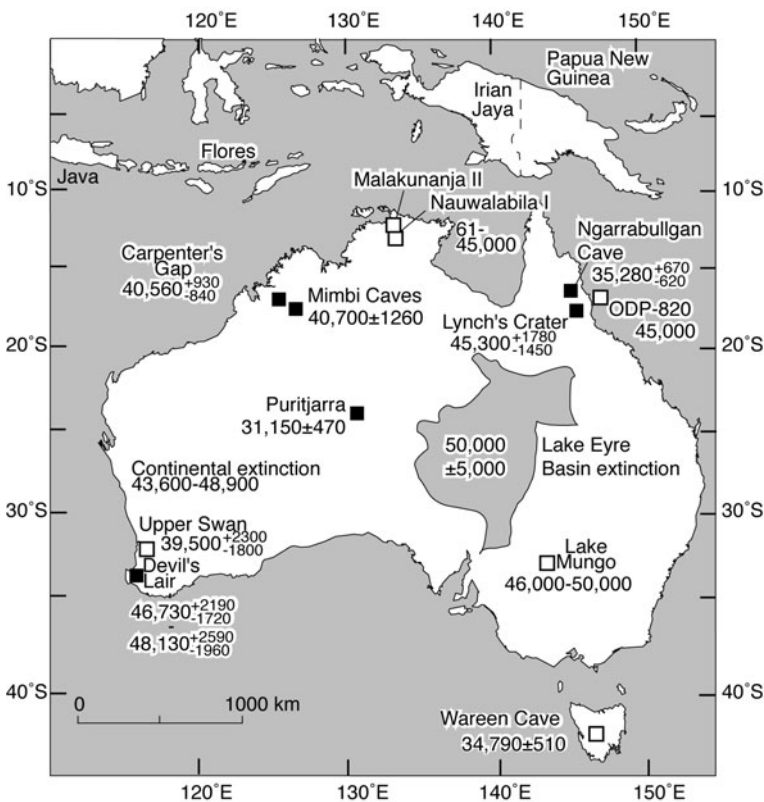 120°E 130°E 140°E 150°E
Papua New
Guinea
Irian
Jaya
Flores
Java
10°S 10°S
Malakunanja II
Nauwalabila I
61-
45,000
Ngarrabullgan
Cave
35,280 +670
-620
Carpenter's
Gap
40,560 +930
-840
Mimbi Caves
40,700±1260
ODP-820
45,000
Lynch's Crater
45,300 +1780
-1450
20°S 20°S
Puritjarra
31,150±470
50,000
±5,000
Lake Eyre
Basin extinction
Continental extinction
43,600-48,900
30°S 30°S
Upper Swan
39,500 +2300
-1800
Devil's
Lair
46,730 +2190
-1720
-
48,130 +2590
-1960
Lake
Mungo
46,000-50,000
40°S 40°S
0 1000 km
Wareen Cave
34,790±510
120°E 130°E 140°E 150°E